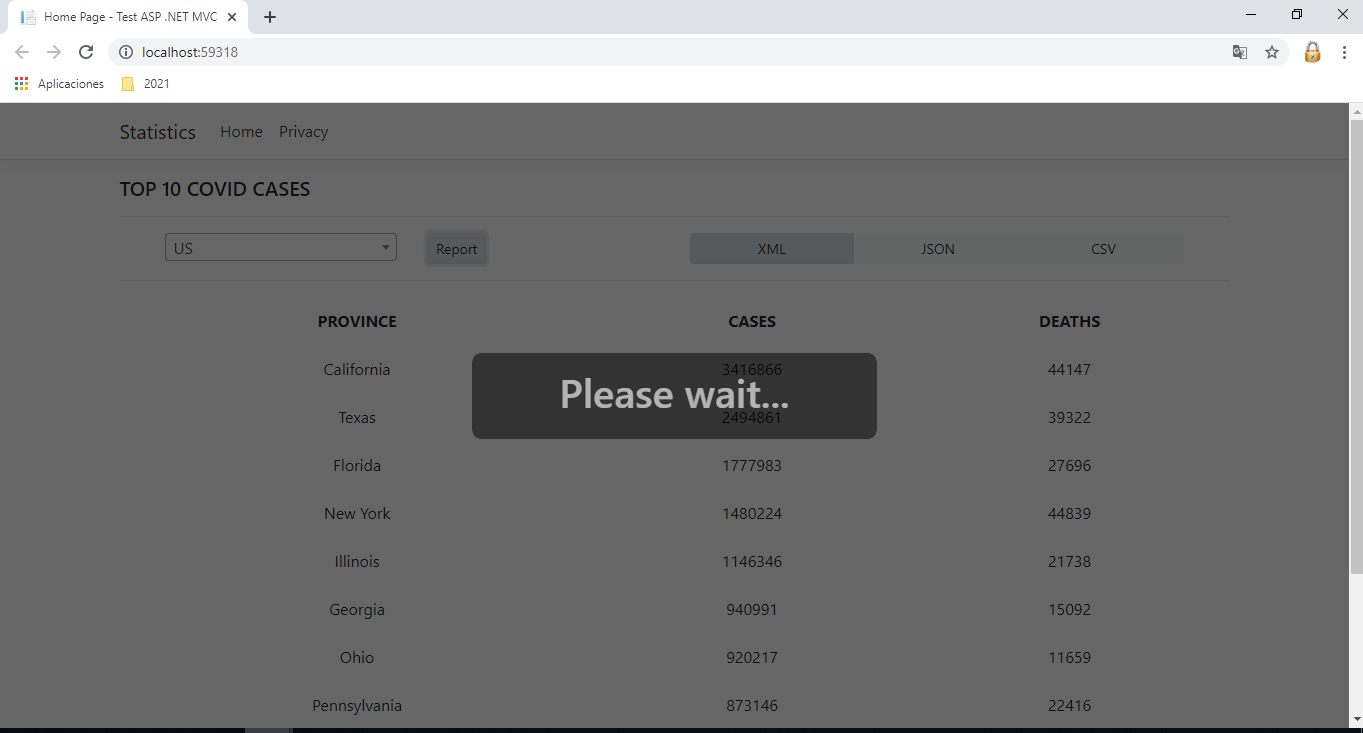 Home Page - Test ASP .NET MVC
localhost:59318
Aplicaciones 2021
Statistics Home Privacy
TOP 10 COVID CASES
US Report XML JSON CSV
PROVINCE CASES DEATHS
California 3416866 44147
Please wait...
Texas 2494861 39322
Florida 1777983 27696
New York 1480224 44839
Illinois 1146346 21738
Georgia 940991 15092
Ohio 920217 11659
Pennsylvania 873146 22416